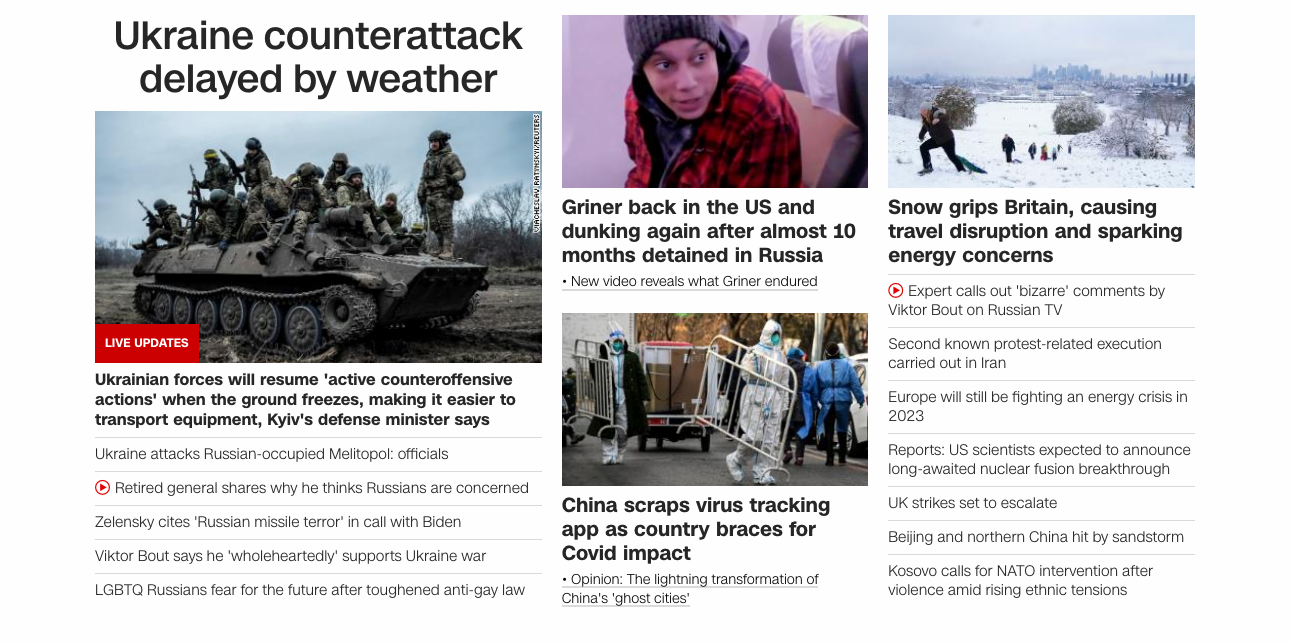 Ukraine counterattack
delayed by weather
VIACHESLAV RATYNSKYI/REUTERS
LIVE UPDATES
Ukrainian forces will resume 'active counteroffensive
actions' when the ground freezes, making it easier to
transport equipment, Kyiv's defense minister says
Ukraine attacks Russian-occupied Melitopol: officials
Retired general shares why he thinks Russians are concerned
Zelensky cites 'Russian missile terror' in call with Biden
Viktor Bout says he 'wholeheartedly' supports Ukraine war
LGBTQ Russians fear for the future after toughened anti-gay law
Griner back in the US and
dunking again after almost 10
months detained in Russia
• New video reveals what Griner endured
China scraps virus tracking
app as country braces for
Covid impact
• Opinion: The lightning transformation of
China's 'ghost cities'
Snow grips Britain, causing
travel disruption and sparking
energy concerns
Expert calls out 'bizarre' comments by
Viktor Bout on Russian TV
Second known protest-related execution
carried out in Iran
Europe will still be fighting an energy crisis in
2023
Reports: US scientists expected to announce
long-awaited nuclear fusion breakthrough
UK strikes set to escalate
Beijing and northern China hit by sandstorm
Kosovo calls for NATO intervention after
violence amid rising ethnic tensions